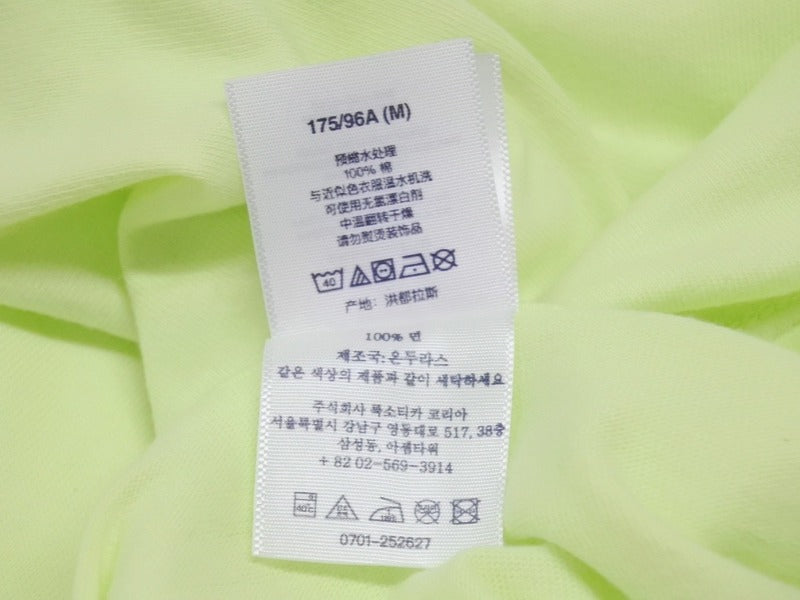 175/96A (M)
预缩水处理
100% 棉
与近似色衣服温水机洗
可使用无氯漂白剂
中温翻转干燥
请勿熨烫装饰品
40
产地: 洪都拉斯
100% 면
제조국:온두라스
같은 색상의 제품과 같이 세탁하세요
주식회사 룩소티카 코리아
서울특별시 강남구 영동대로 517, 38층
삼성동, 아셈타워
+ 82 02-569-3914
40℃
0701-252627